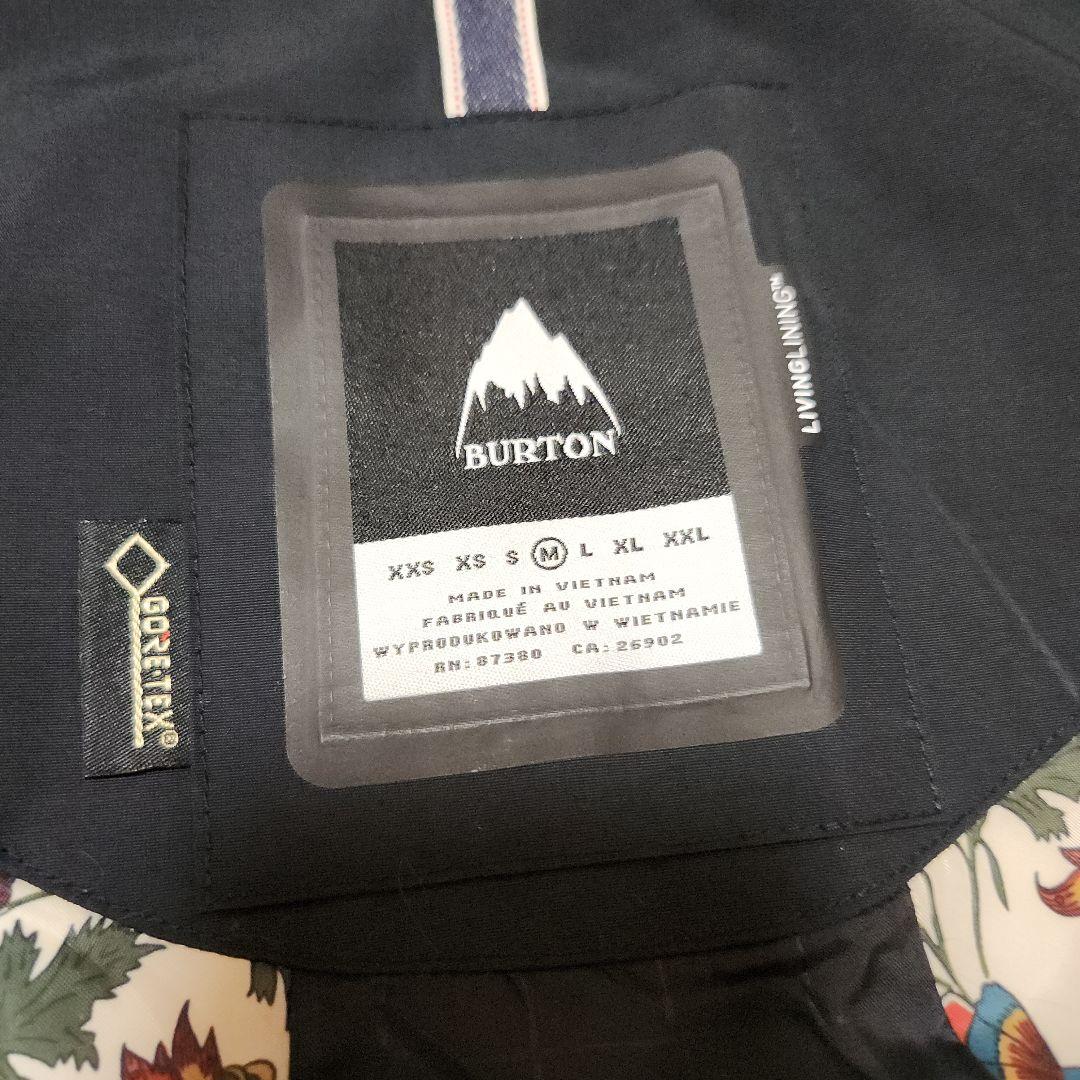 BURTON
XXS XS S M L XL XXL
MADE IN VIETNAM
FABRIQUÉ AU VIETNAM
WYPRODUKOWANO W WIETNAMIE
RN:87380 CA:26902
LIVINGLINING™
GORE-TEX®